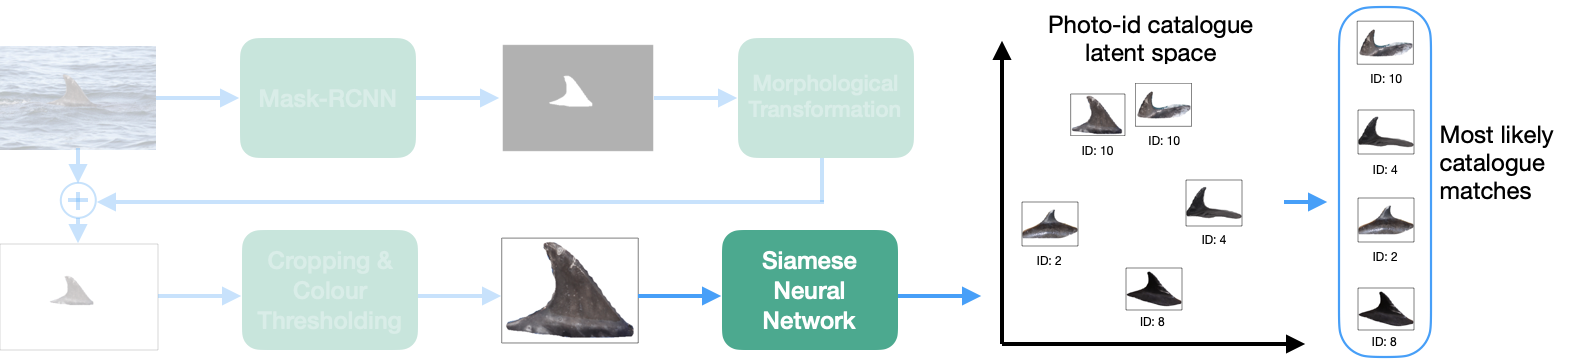 Mask-RCNN
Morphological
Transformation
Cropping &
Colour
Thresholding
Siamese
Neural
Network
Photo-id catalogue
latent space
ID: 10
ID: 10
ID: 4
ID: 2
ID: 8
ID: 10
ID: 4
ID: 2
ID: 8
Most likely
catalogue
matches